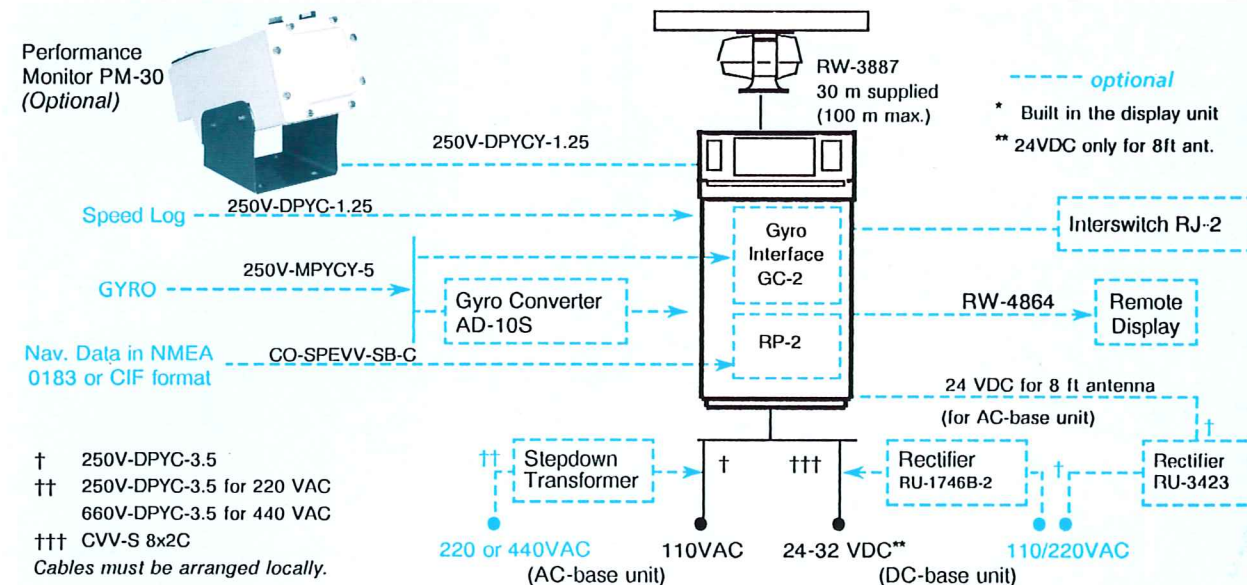 Performance
Monitor PM-30
(Optional)
RW-3887
30 m supplied
(100 m max.)
optional
* Built in the display unit
** 24VDC only for 8ft ant.
250V-DPYCY-1.25
Speed Log
250V-DPYC-1.25
Gyro
Interface
GC-2
Interswitch RJ-2
250V-MPYCY-5
GYRO
Gyro Converter
AD-10S
RW-4864
Remote
Display
RP-2
Nav. Data in NMEA
0183 or CIF format
CO-SPEVV-SB-C
24 VDC for 8 ft antenna
(for AC-base unit)
† 250V-DPYC-3.5
†† 250V-DPYC-3.5 for 220 VAC
660V-DPYC-3.5 for 440 VAC
††† CVV-S 8x2C
Cables must be arranged locally.
††
Stepdown
Transformer
†
†††
Rectifier
RU-1746B-2
†
†
Rectifier
RU-3423
220 or 440VAC
110VAC
24-32 VDC**
110/220VAC
(AC-base unit)
(DC-base unit)